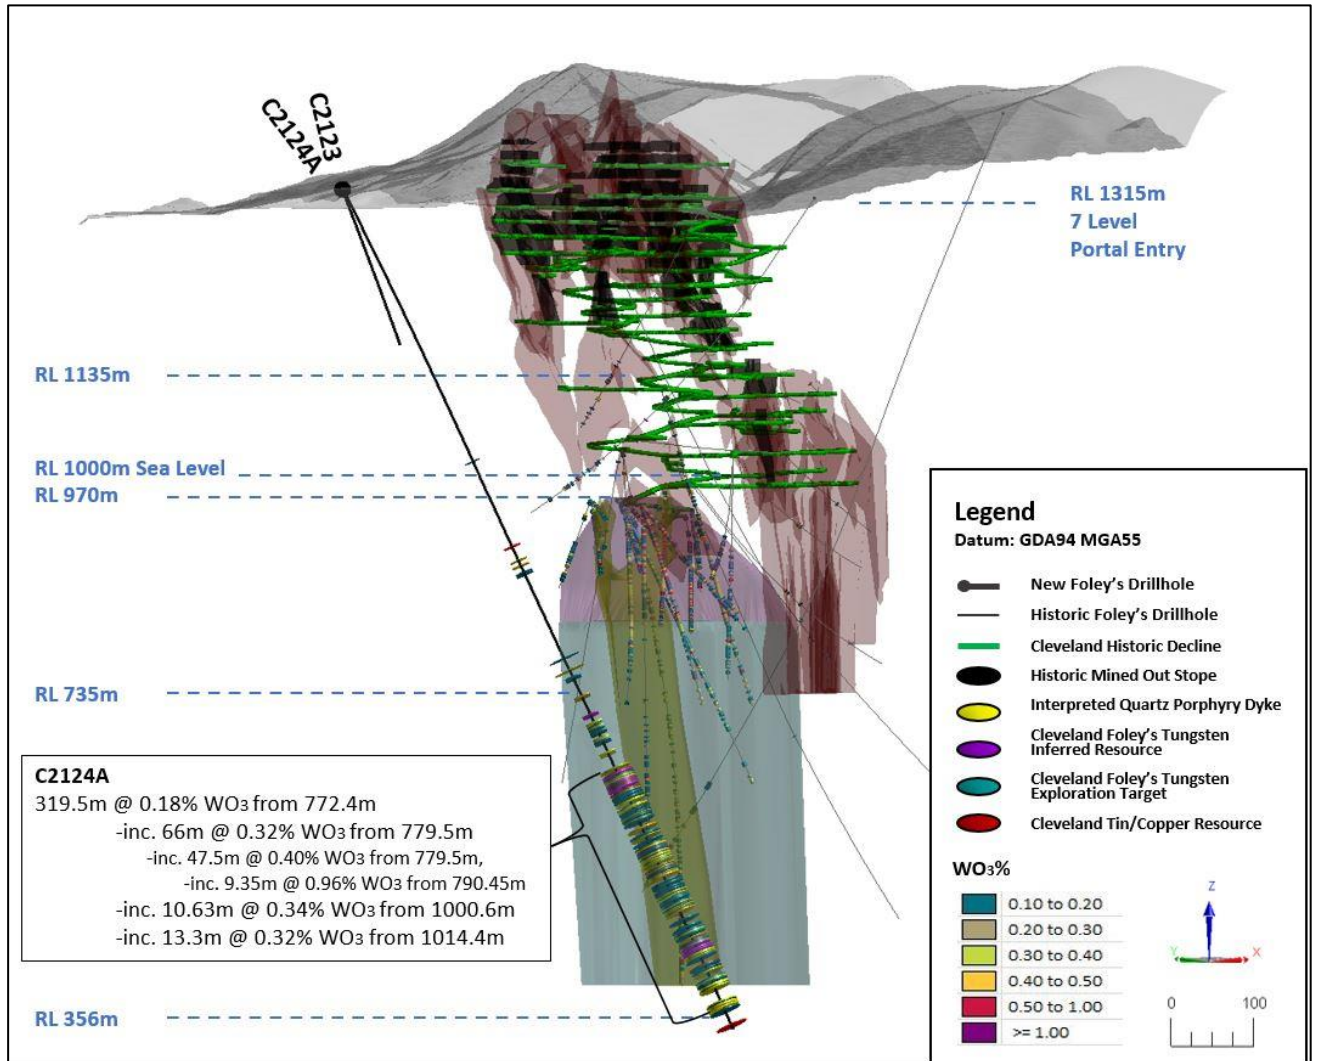 C2123
C2124A
RL 1315m
7 Level
Portal Entry
RL 1135m
RL 1000m Sea Level
RL 970m
RL 735m
C2124A
319.5m @ 0.18% WO3 from 772.4m
-inc. 66m @ 0.32% WO3 from 779.5m
-inc. 47.5m @ 0.40% WO3 from 779.5m,
-inc. 9.35m @ 0.96% WO3 from 790.45m
-inc. 10.63m @ 0.34% WO3 from 1000.6m
-inc. 13.3m @ 0.32% WO3 from 1014.4m
RL 356m
Legend
Datum: GDA94 MGA55
New Foley's Drillhole
Historic Foley's Drillhole
Cleveland Historic Decline
Historic Mined Out Stope
Interpreted Quartz Porphyry Dyke
Cleveland Foley's Tungsten
Inferred Resource
Cleveland Foley's Tungsten
Exploration Target
Cleveland Tin/Copper Resource
WO3%
0.10 to 0.20
0.20 to 0.30
0.30 to 0.40
0.40 to 0.50
0.50 to 1.00
>= 1.00
Z
Y
X
0 100